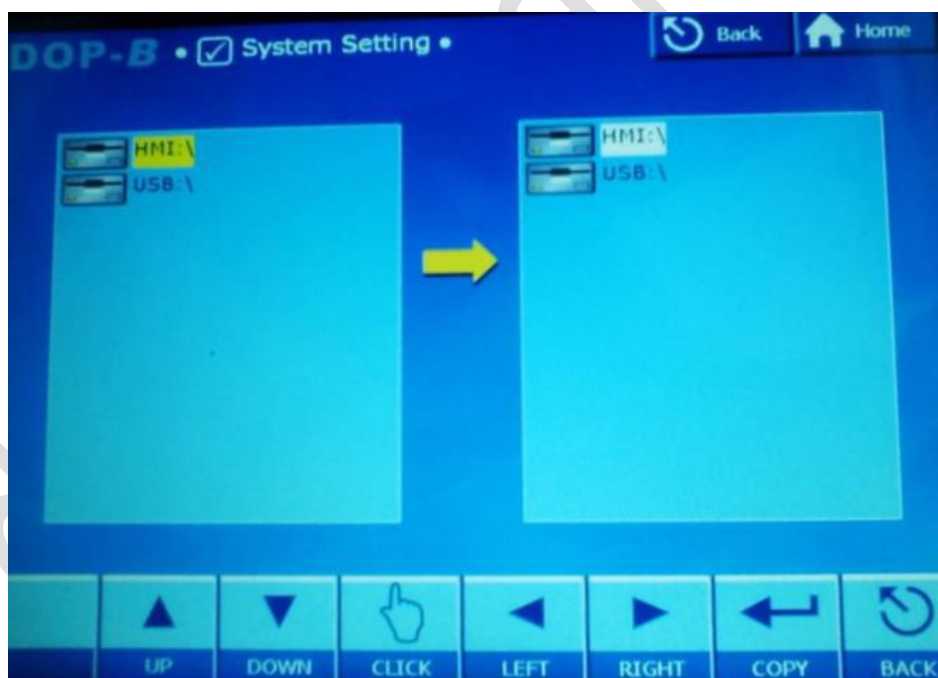 DOP-B • System Setting •
Back
Home
HMI:\
USB:\
HMI:\
USB:\
UP
DOWN
CLICK
LEFT
RIGHT
COPY
BACK